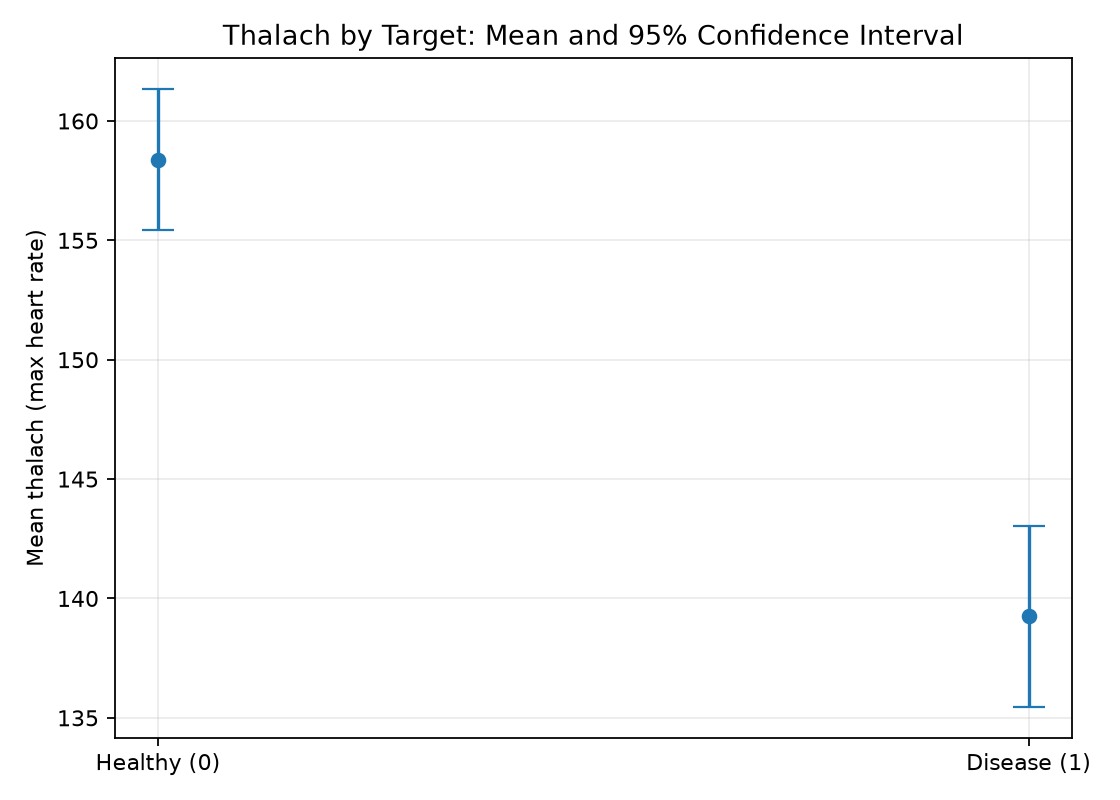 Thalach by Target: Mean and 95% Confidence Interval
Mean thalach (max heart rate)
160
155
150
145
140
135
Healthy (0)
Disease (1)